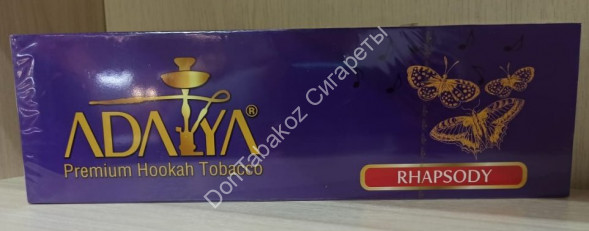 ADALYA®
Premium Hookah Tobacco
RHAPSODY
DonTabakoz Сигареты